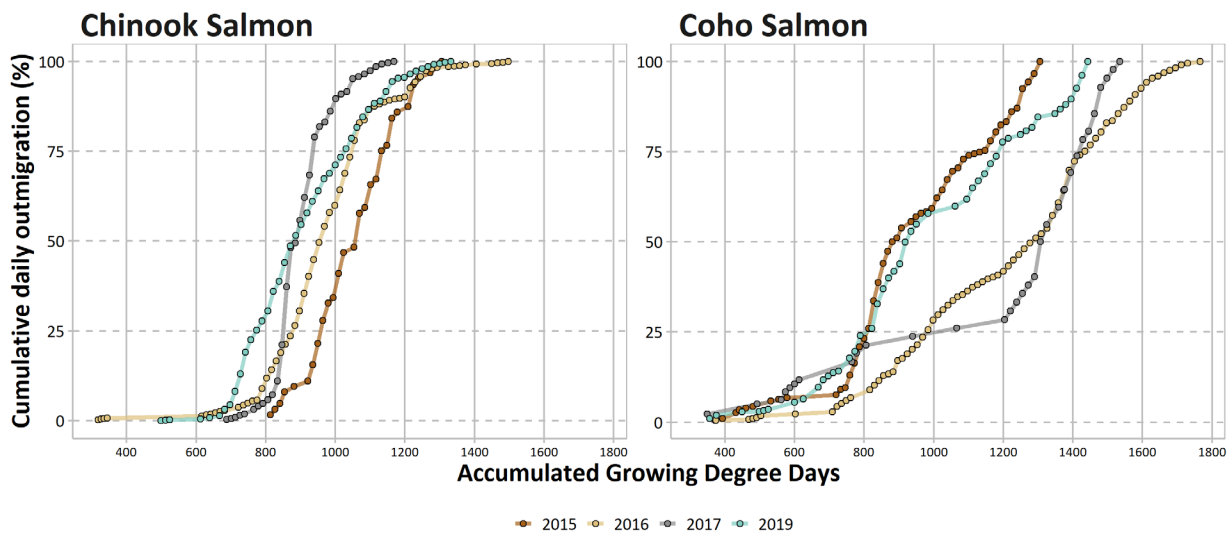 Chinook Salmon
Coho Salmon
Cumulative daily outmigration (%)
100
75
50
25
0
400 600 800 1000 1200 1400 1600 1800
100
75
50
25
0
400 600 800 1000 1200 1400 1600 1800
Accumulated Growing Degree Days
2015 2016 2017 2019